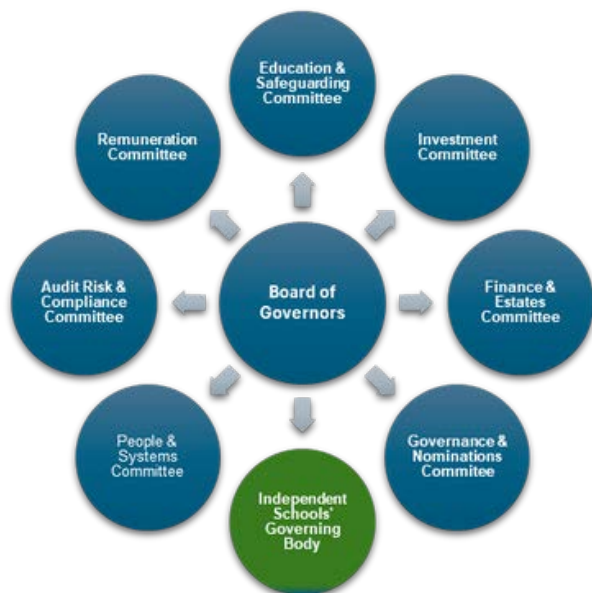 Education &
Safeguarding
Committee
Remuneration
Committee
Investment
Committee
Audit Risk &
Compliance
Committee
Board of
Governors
Finance &
Estates
Committee
People &
Systems
Committee
Governance &
Nominations
Commitee
Independent
Schools'
Governing
Body